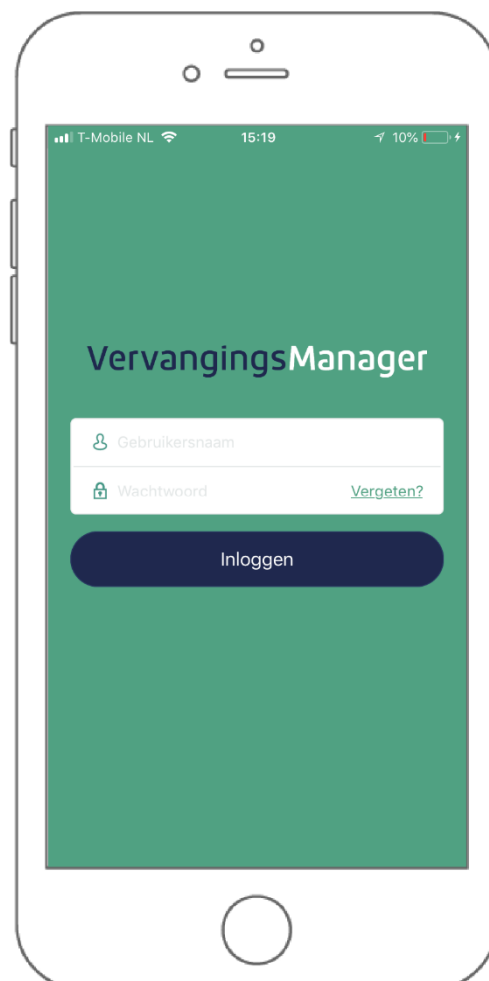 T-Mobile NL 15:19 10%
VervangingsManager
Gebruikersnaam
Wachtwoord Vergeten?
Inloggen